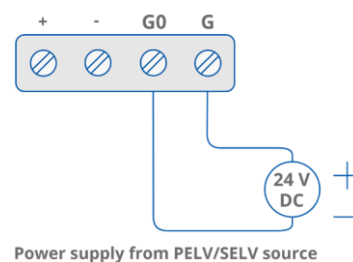 + - G0 G
24 V
DC
+
-
Power supply from PELV/SELV source